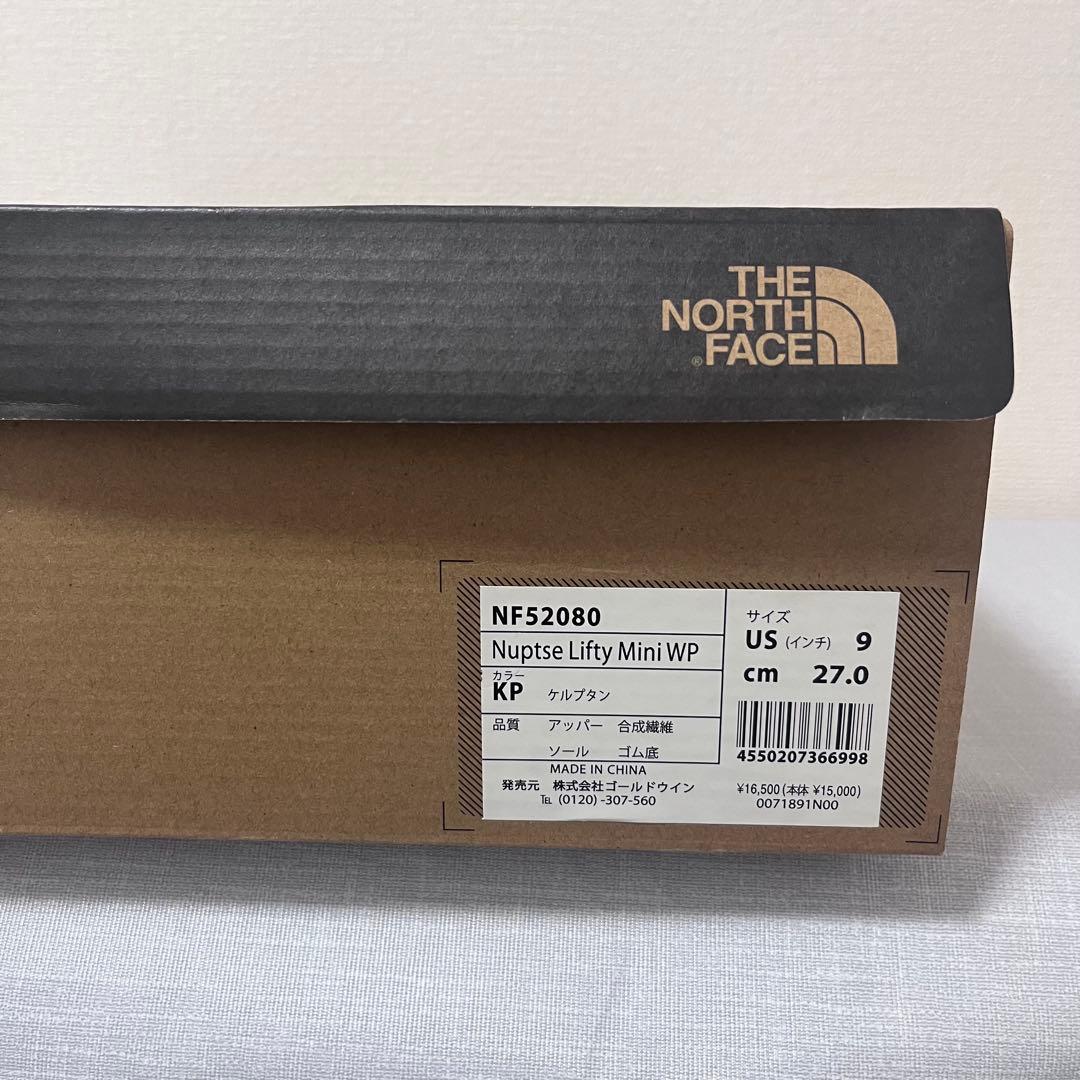 THE
NORTH
FACE
®
NF52080
Nuptse Lifty Mini WP
カラー
KP ケルプタン
品質 アッパー 合成繊維
ソール ゴム底
MADE IN CHINA
発売元 株式会社ゴールドウイン
TEL (0120) -307-560
サイズ
US (インチ) 9
cm 27.0
4550207366998
¥16,500 (本体 ¥15,000)
0071891N00